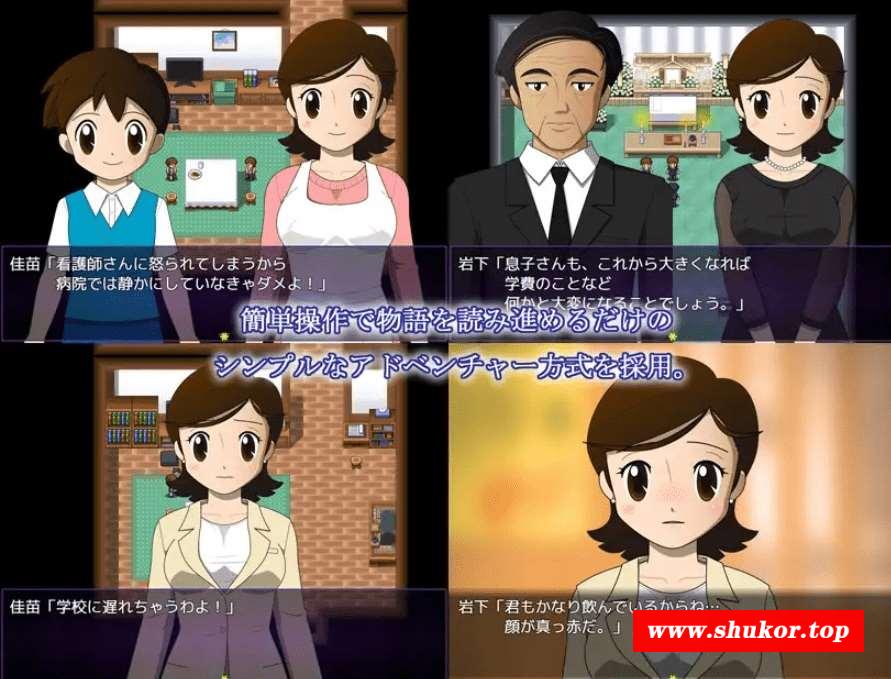 佳苗「看護師さんに怒られてしまうから
病院では静かにしていなきゃダメよ！」
岩下「息子さんも、これから大きくなれば
学費のことなど
何かと大変になることでしょう。」
簡単操作で物語を読み進めるだけの
シンプルなアドベンチャー方式を採用。
佳苗「学校に遅れちゃうわよ！」
岩下「君もかなり飲んでいるからね…
顔が真っ赤だ。」
www.shukor.top